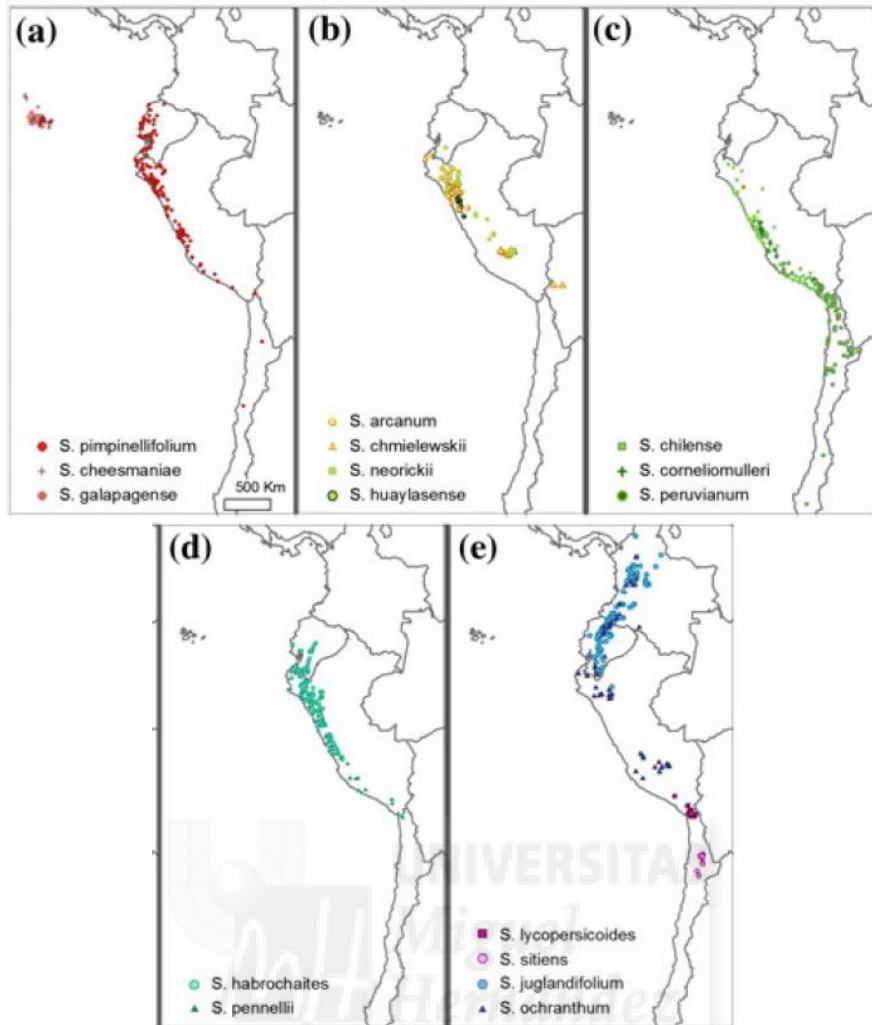 (a)
S. pimpinellifolium
S. cheesmaniae
S. galapagense
500 Km
(b)
S. arcanum
S. chmielewskii
S. neorickii
S. huaylasense
(c)
S. chilense
S. corneliomulleri
S. peruvianum
(d)
S. habrochaites
S. pennellii
(e)
S. lycopersicoides
S. sitiens
S. juglandifolium
S. ochranthum
UNIVERSITA
Miguel
Hernández